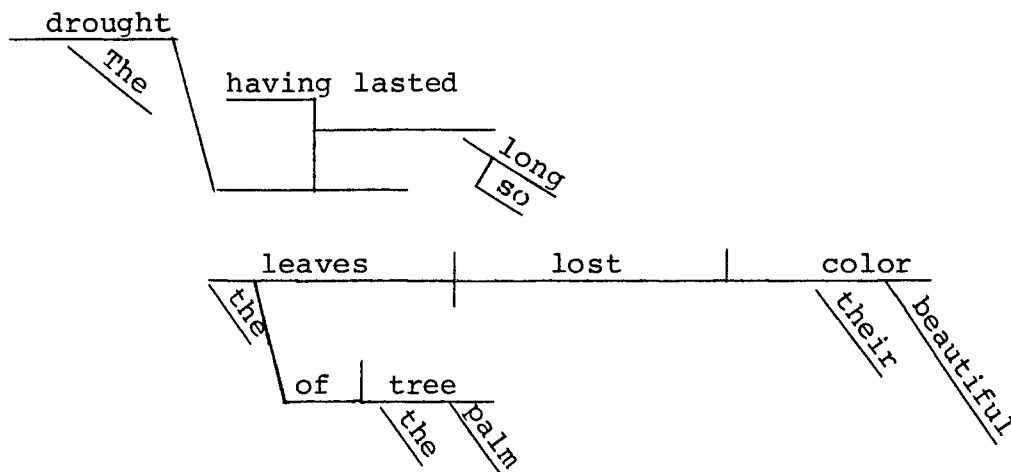 drought
The
having lasted
long
so
leaves lost color
the their beautiful
of tree
the palm